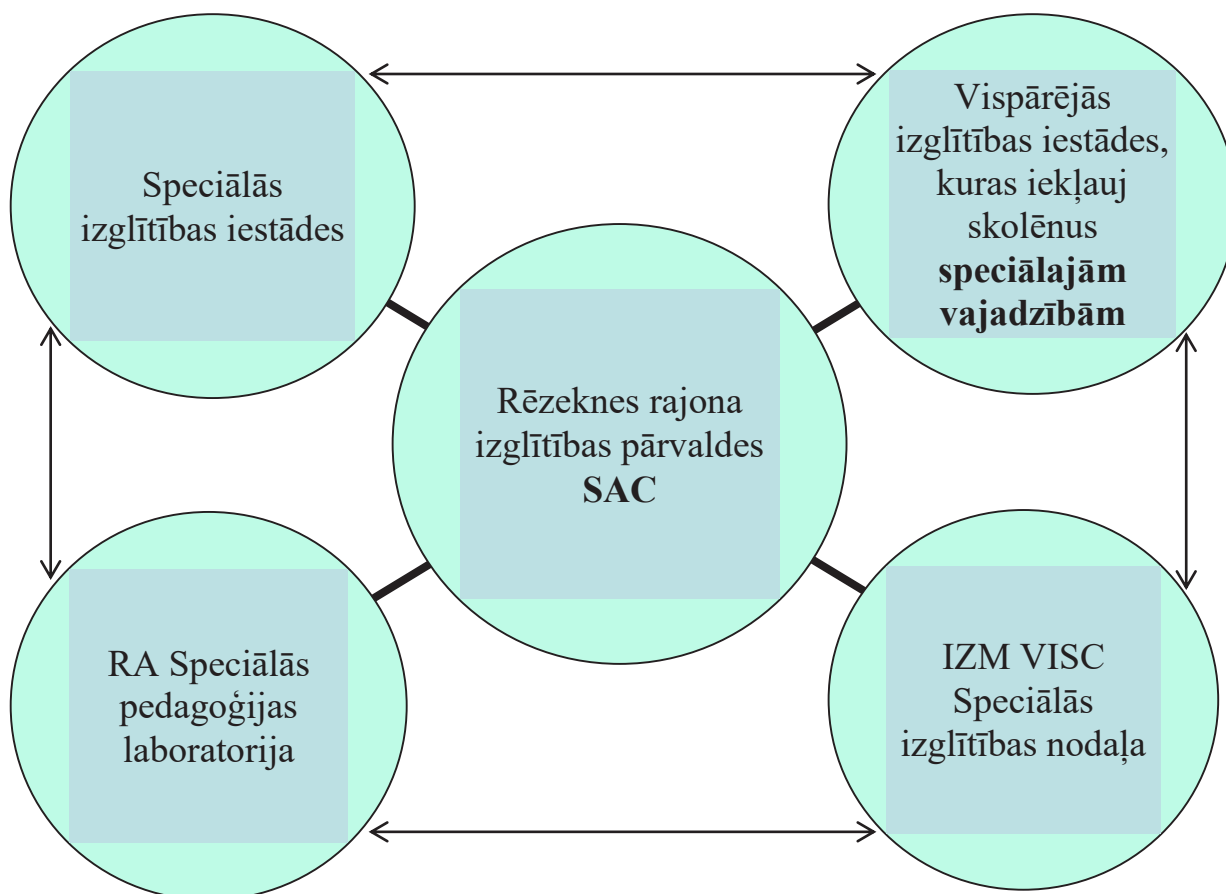 Speciālās
izglītības iestādes
Vispārējās
izglītības iestādes,
kuras iekļauj
skolēnus
speciālajām
vajadzībām
Rēzeknes rajona
izglītības pārvaldes
SAC
RA Speciālās
pedagoģijas
laboratorija
IZM VISC
Speciālās
izglītības nodaļa